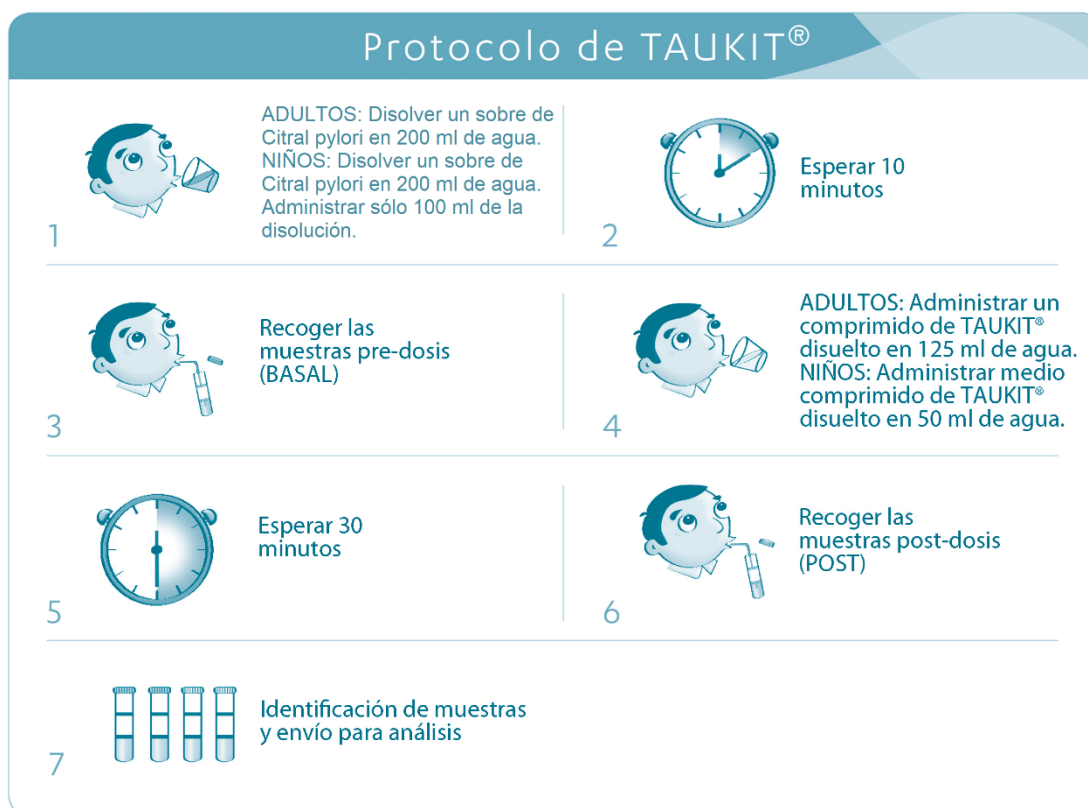 Protocolo de TAUKIT®
ADULTOS: Disolver un sobre de
Citral pylori en 200 ml de agua.
NIÑOS: Disolver un sobre de
Citral pylori en 200 ml de agua.
Administrar sólo 100 ml de la
disolución.
1
Esperar 10
minutos
2
Recoger las
muestras pre-dosis
(BASAL)
3
ADULTOS: Administrar un
comprimido de TAUKIT®
disuelto en 125 ml de agua.
NIÑOS: Administrar medio
comprimido de TAUKIT®
disuelto en 50 ml de agua.
4
Esperar 30
minutos
5
Recoger las
muestras post-dosis
(POST)
6
Identificación de muestras
y envío para análisis
7